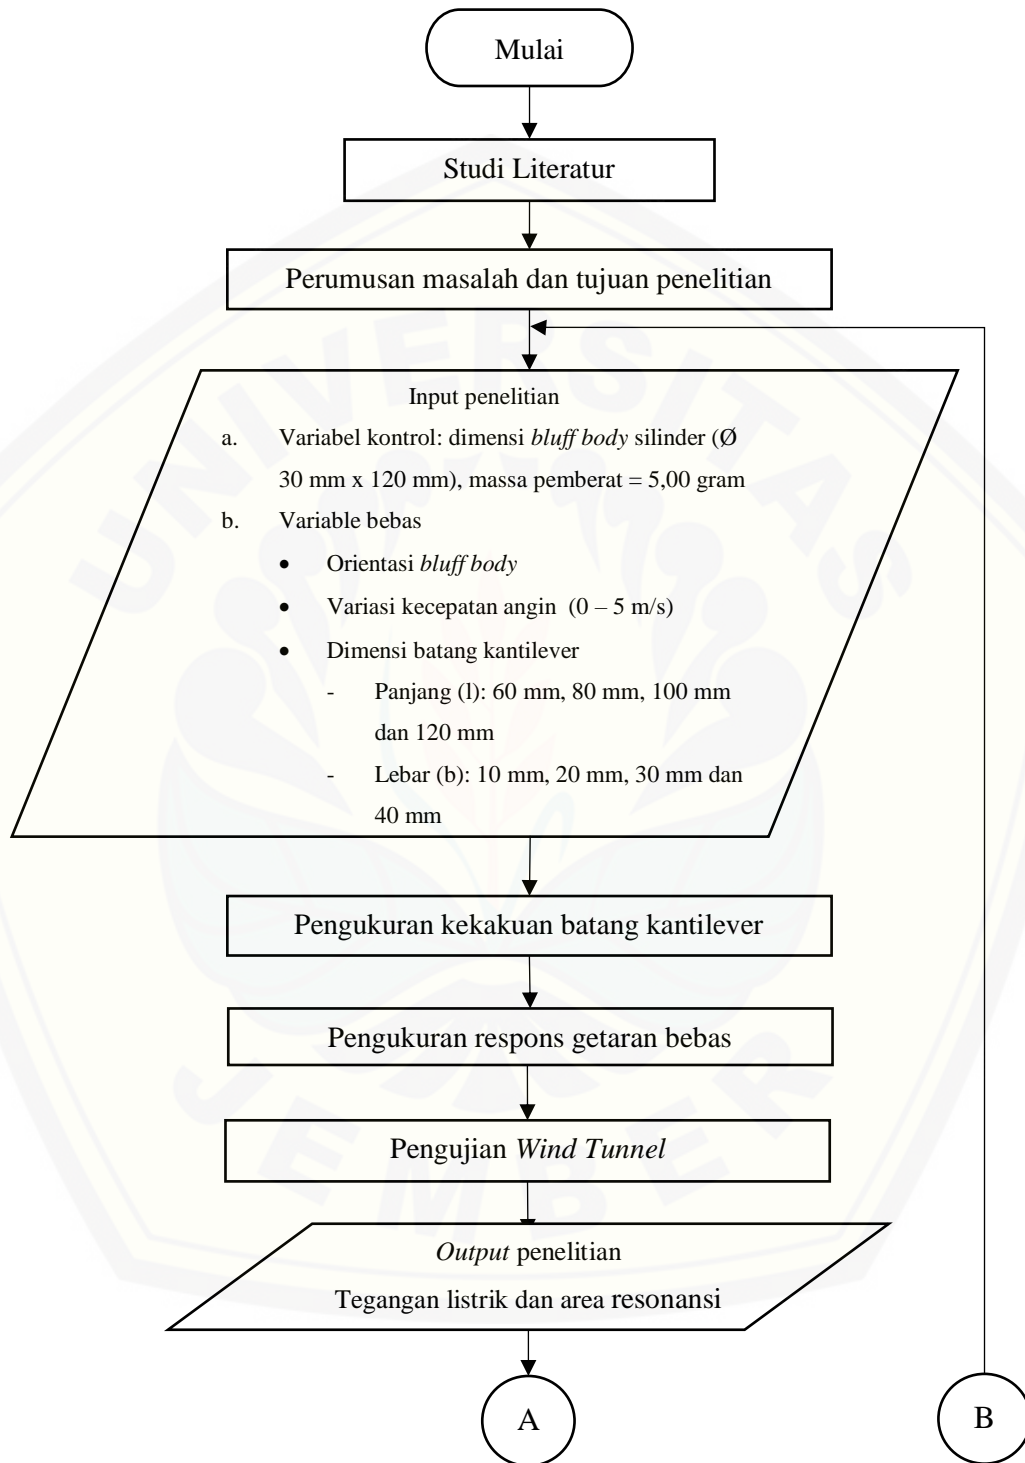 Mulai
Studi Literatur
Perumusan masalah dan tujuan penelitian
Input penelitian
a. Variabel kontrol: dimensi bluff body silinder (Ø
30 mm x 120 mm), massa pemberat = 5,00 gram
b. Variable bebas
• Orientasi bluff body
• Variasi kecepatan angin (0 – 5 m/s)
• Dimensi batang kantilever
- Panjang (l): 60 mm, 80 mm, 100 mm
dan 120 mm
- Lebar (b): 10 mm, 20 mm, 30 mm dan
40 mm
Pengukuran kekakuan batang kantilever
Pengukuran respons getaran bebas
Pengujian Wind Tunnel
Output penelitian
Tegangan listrik dan area resonansi
A
B
UNIVERSITAS
JEMBER